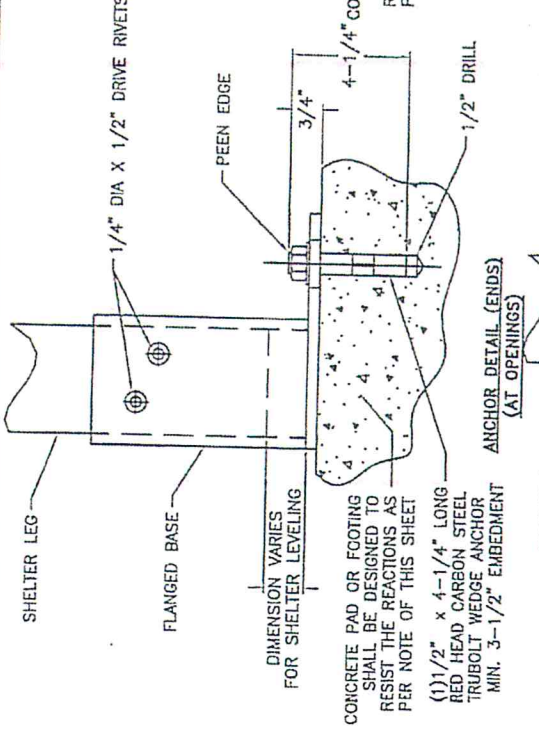 1/4" DIA X 1/2" DRIVE RIVETS
SHELTER LEG
PEEN EDGE
FLANGED BASE
3/4"
4-1/4"
DIMENSION VARIES
FOR SHELTER LEVELING
CONCRETE PAD OR FOOTING
SHALL BE DESIGNED TO
RESIST THE REACTIONS AS
PER NOTE OF THIS SHEET
1/2" DRILL
(1)1/2" x 4-1/4" LONG
RED HEAD CARBON STEEL
TRUBOLT WEDGE ANCHOR
MIN. 3-1/2" EMBEDMENT
ANCHOR DETAIL (ENDS)
(AT OPENINGS)